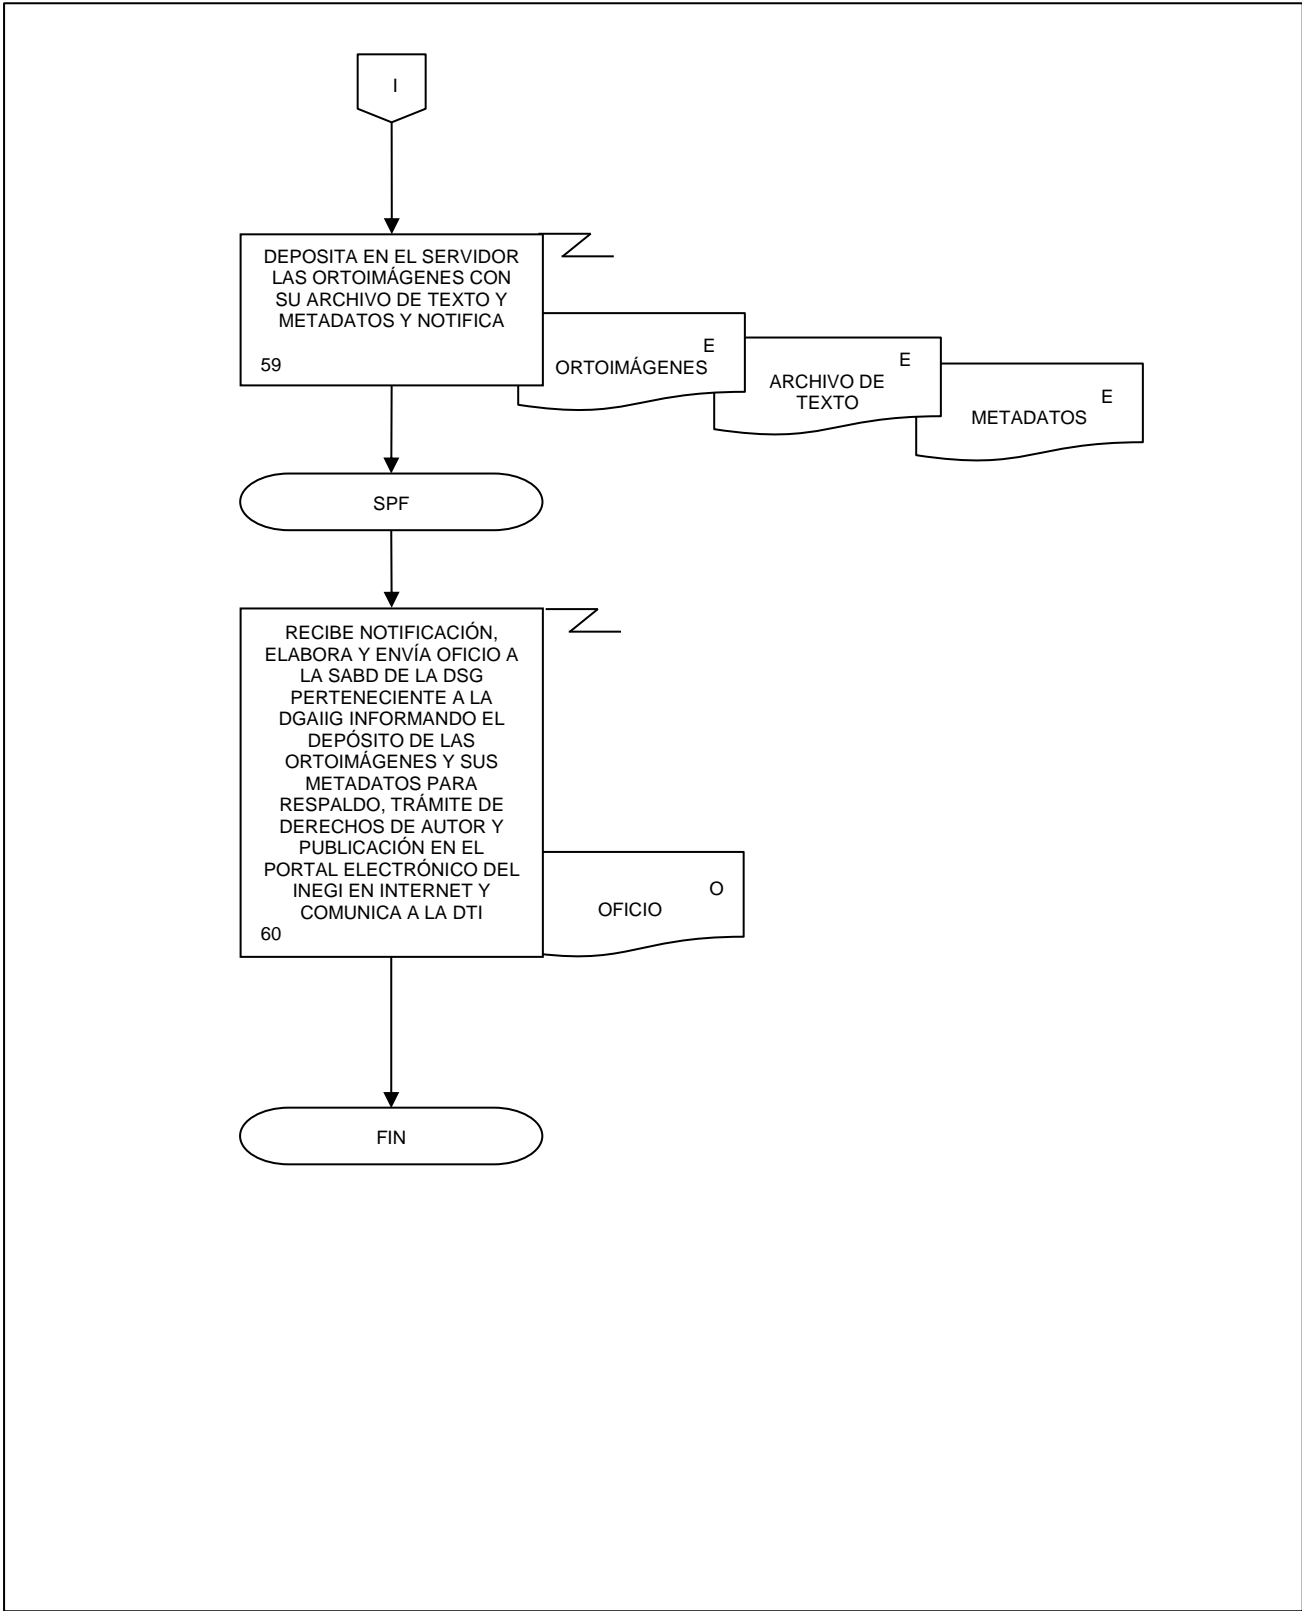 I
DEPOSITA EN EL SERVIDOR
LAS ORTOIMÁGENES CON
SU ARCHIVO DE TEXTO Y
METADATOS Y NOTIFICA
59
E
ORTOIMÁGENES
E
ARCHIVO DE
TEXTO
E
METADATOS
SPF
RECIBE NOTIFICACIÓN,
ELABORA Y ENVÍA OFICIO A
LA SABD DE LA DSG
PERTENECIENTE A LA
DGAIIG INFORMANDO EL
DEPÓSITO DE LAS
ORTOIMÁGENES Y SUS
METADATOS PARA
RESPALDO, TRÁMITE DE
DERECHOS DE AUTOR Y
PUBLICACIÓN EN EL
PORTAL ELECTRÓNICO DEL
INEGI EN INTERNET Y
COMUNICA A LA DTI
60
O
OFICIO
FIN